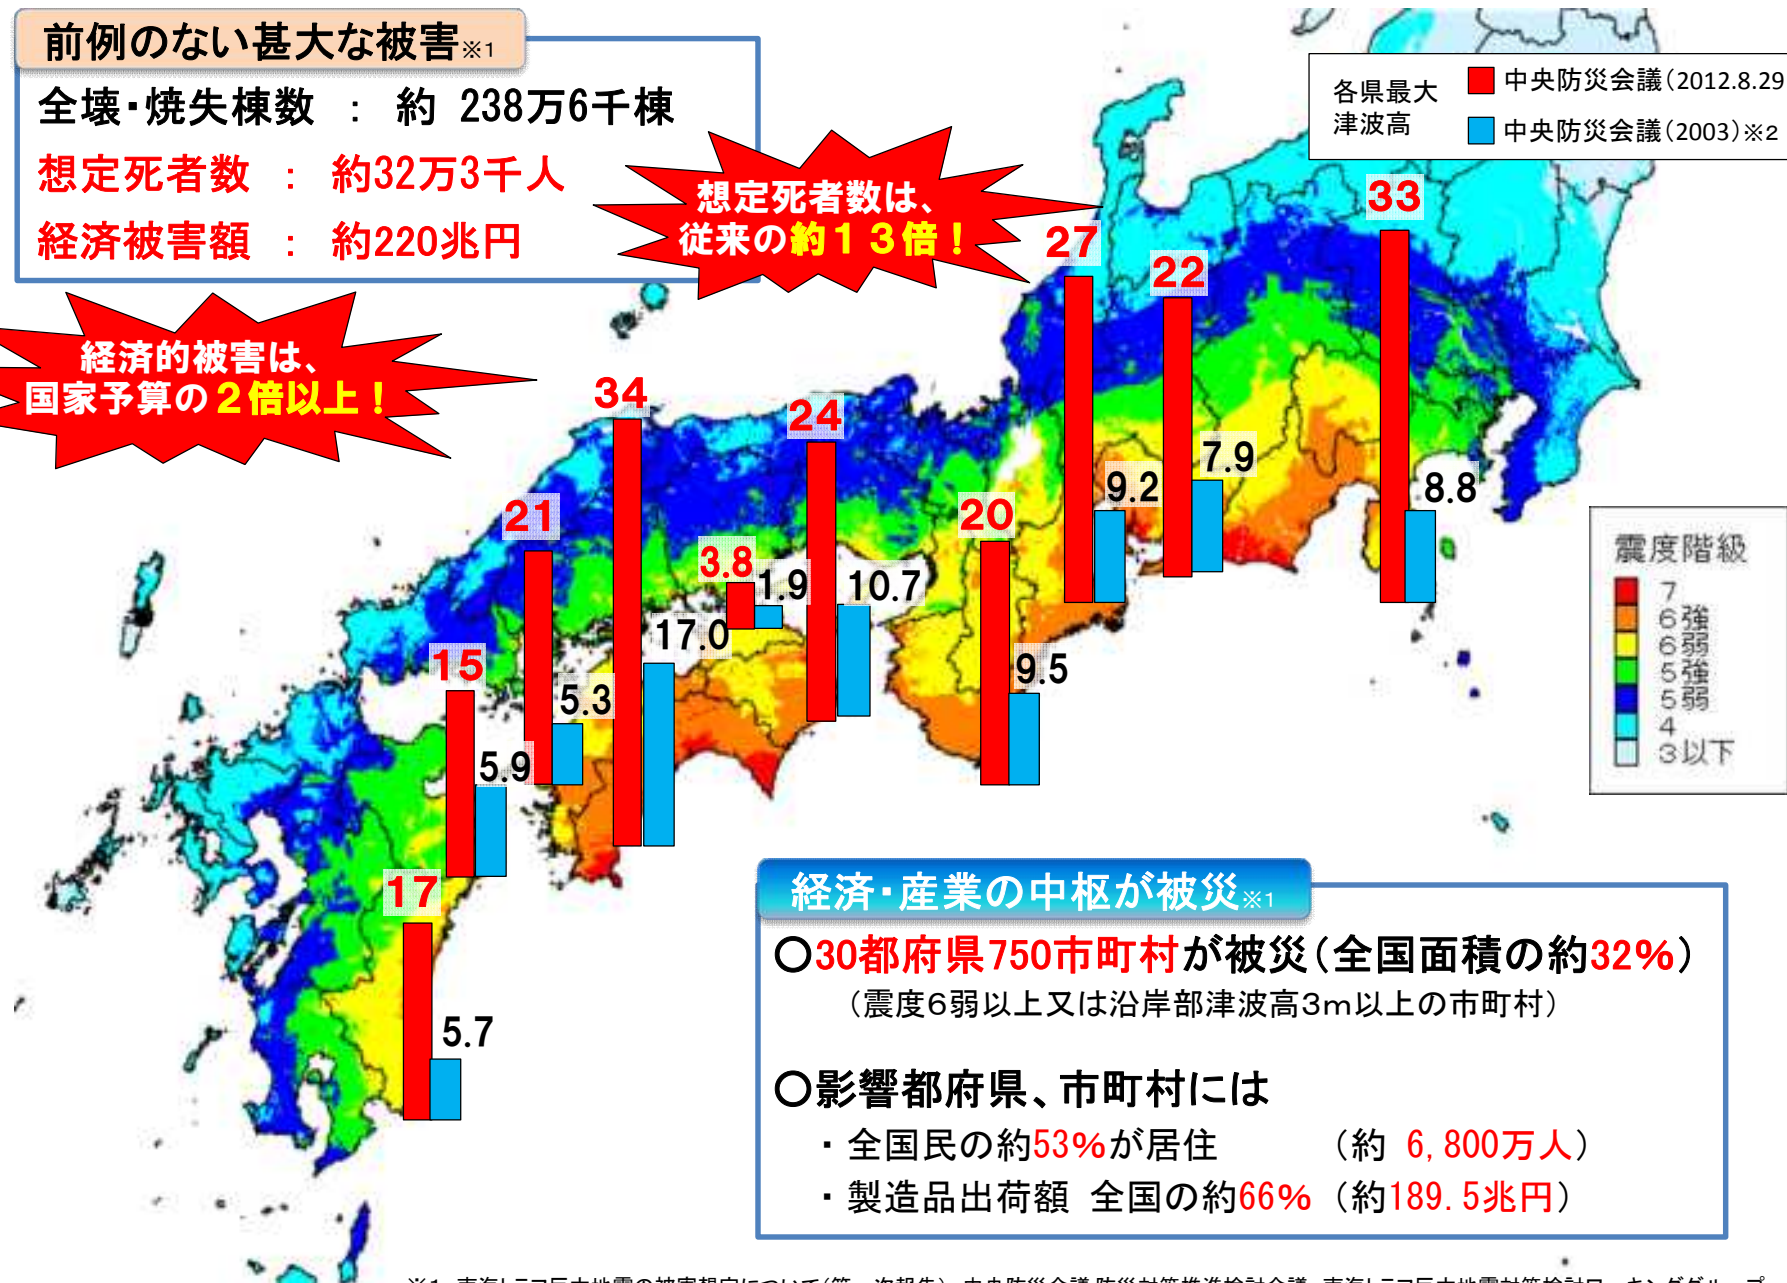 前例のない甚大な被害※1
全壊・焼失棟数 ： 約 238万6千棟
想定死者数 ： 約32万3千人
経済被害額 ： 約220兆円
想定死者数は、
従来の約１３倍！
経済的被害は、
国家予算の２倍以上！
各県最大
津波高
中央防災会議(2012.8.29
中央防災会議(2003)※2
33
27
22
34
24
7.9
9.2
8.8
21
20
3.8
1.9
10.7
17.0
15
9.5
5.3
5.9
17
5.7
震度階級
7
6強
6弱
5強
5弱
4
3以下
経済・産業の中枢が被災※1
○30都府県750市町村が被災（全国面積の約32%）
（震度６弱以上又は沿岸部津波高3ｍ以上の市町村）
○影響都府県、市町村には
・全国民の約53%が居住 （約 6,800万人）
・製造品出荷額 全国の約66% （約189.5兆円）